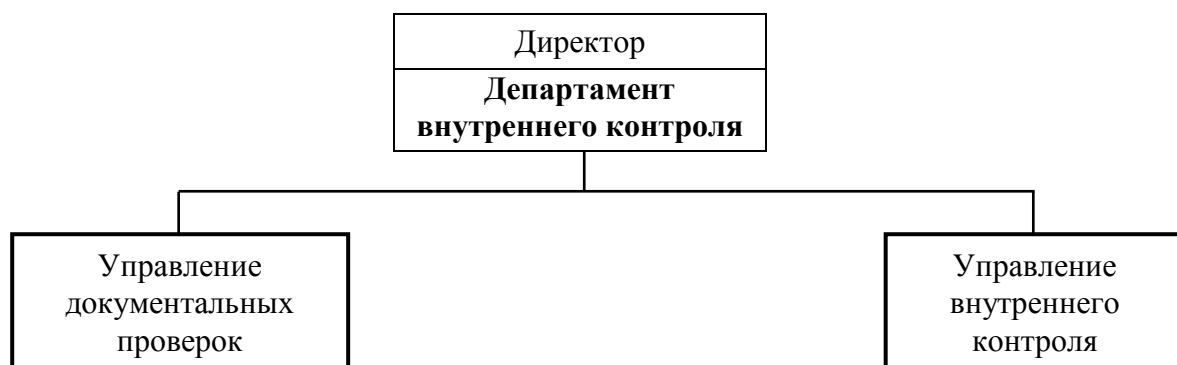 Директор
Департамент
внутреннего контроля
Управление
документальных
проверок
Управление
внутреннего
контроля